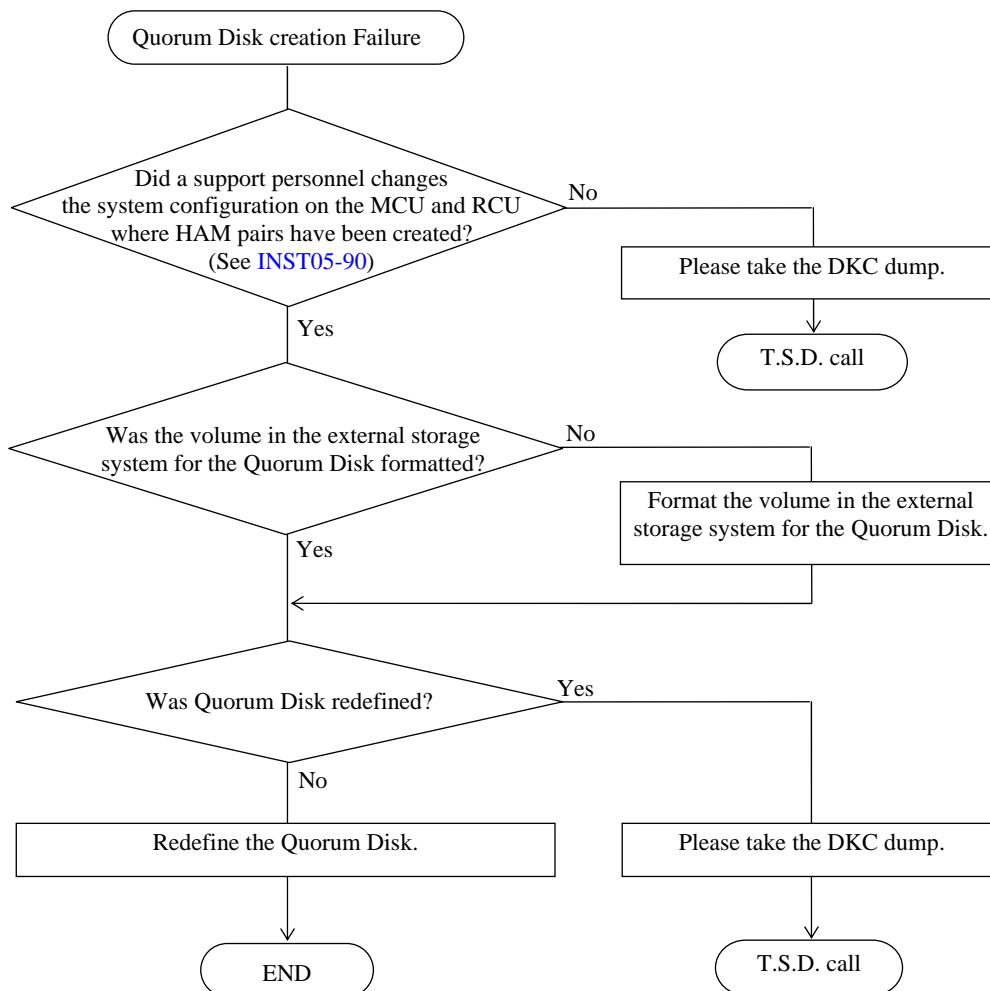 Quorum Disk creation Failure
Did a support personnel changes
the system configuration on the MCU and RCU
where HAM pairs have been created?
(See INST05-90)
No
Please take the DKC dump.
T.S.D. call
Yes
Was the volume in the external storage
system for the Quorum Disk formatted?
No
Format the volume in the external
storage system for the Quorum Disk.
Yes
Was Quorum Disk redefined?
Yes
No
Redefine the Quorum Disk.
Please take the DKC dump.
END
T.S.D. call